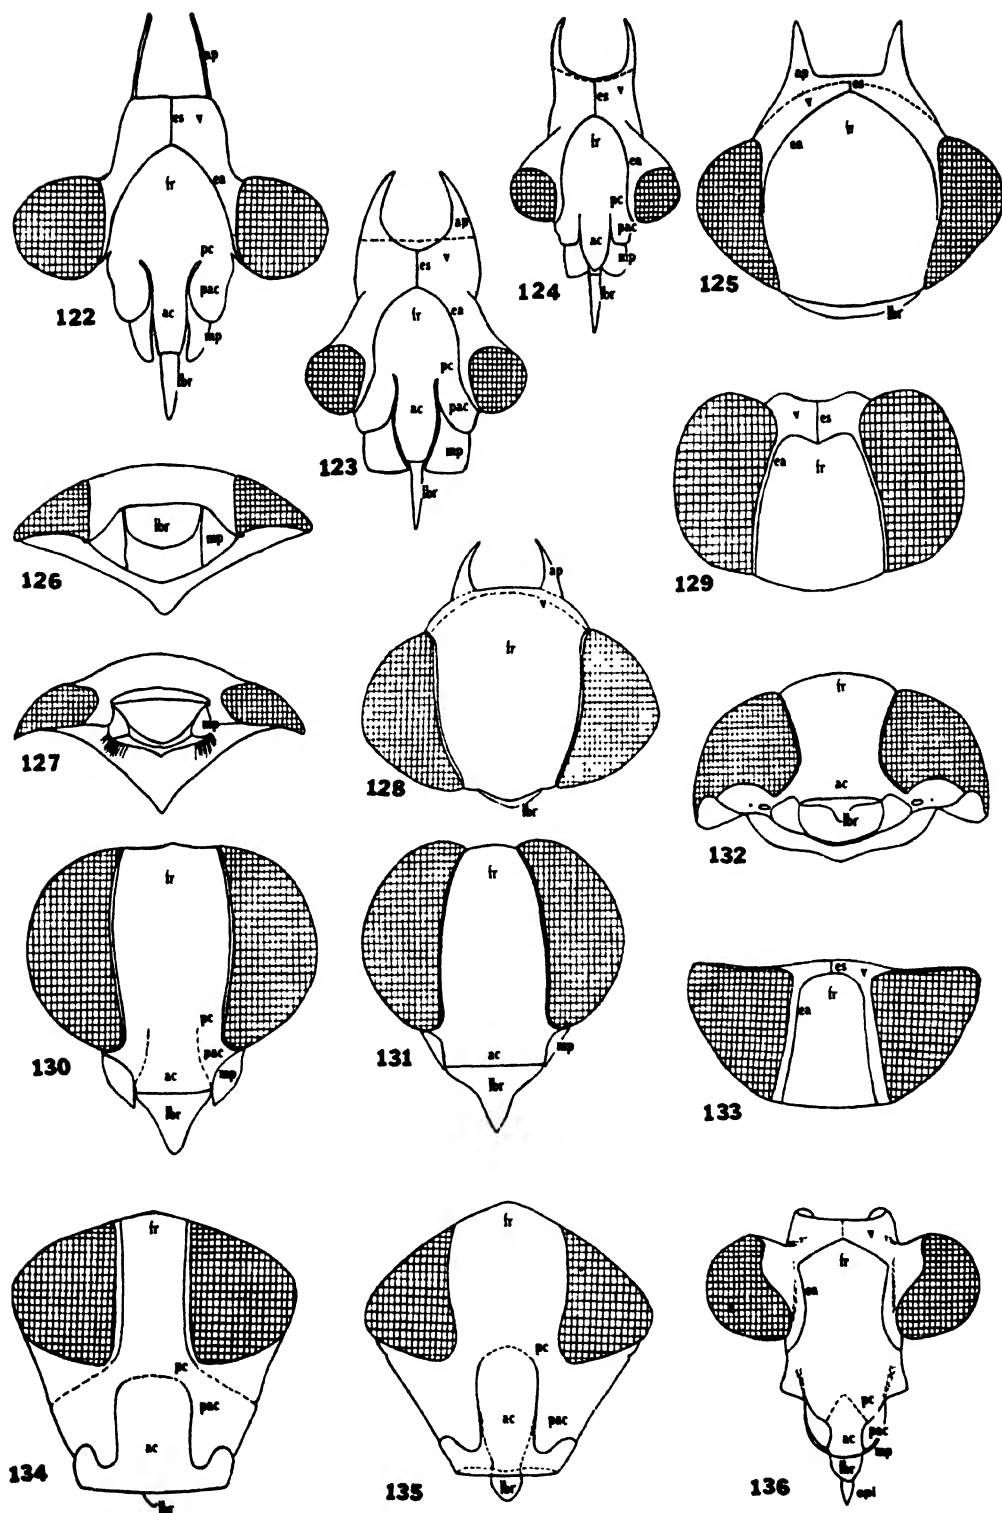 ap
es v
fr
ea
pc
pac
ac
mp
lbr
122
ap
es v
fr ea
pc
ac
pac
mp
lbr
123
es v
fr
ea
pc
pac
ac
mp
lbr
124
ap
es
v
fr
ea
lbr
125
lbr
mp
126
mp
127
ap
v
fr
lbr
128
v es
ea
fr
129
fr
pc
pac
ac
mp
lbr
130
fr
mp
ac
lbr
131
fr
ac
lbr
132
es v
fr
ea
133
fr
pc
pac
ac
lbr
134
pc
ac pac
lbr
135
v
fr
ea
pc
pac
ac
mp
lbr
epi
136